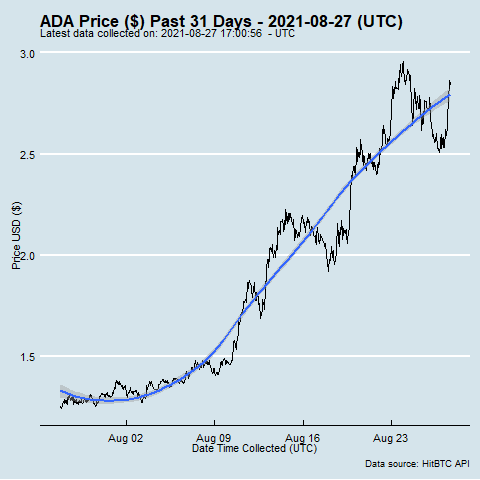 ADA Price ($) Past 31 Days - 2021-08-27 (UTC)
Latest data collected on: 2021-08-27 17:00:56 - UTC
3.0
2.5
2.0
1.5
Price USD ($)
Aug 02 Aug 09 Aug 16 Aug 23
Date Time Collected (UTC)
Data source: HitBTC API